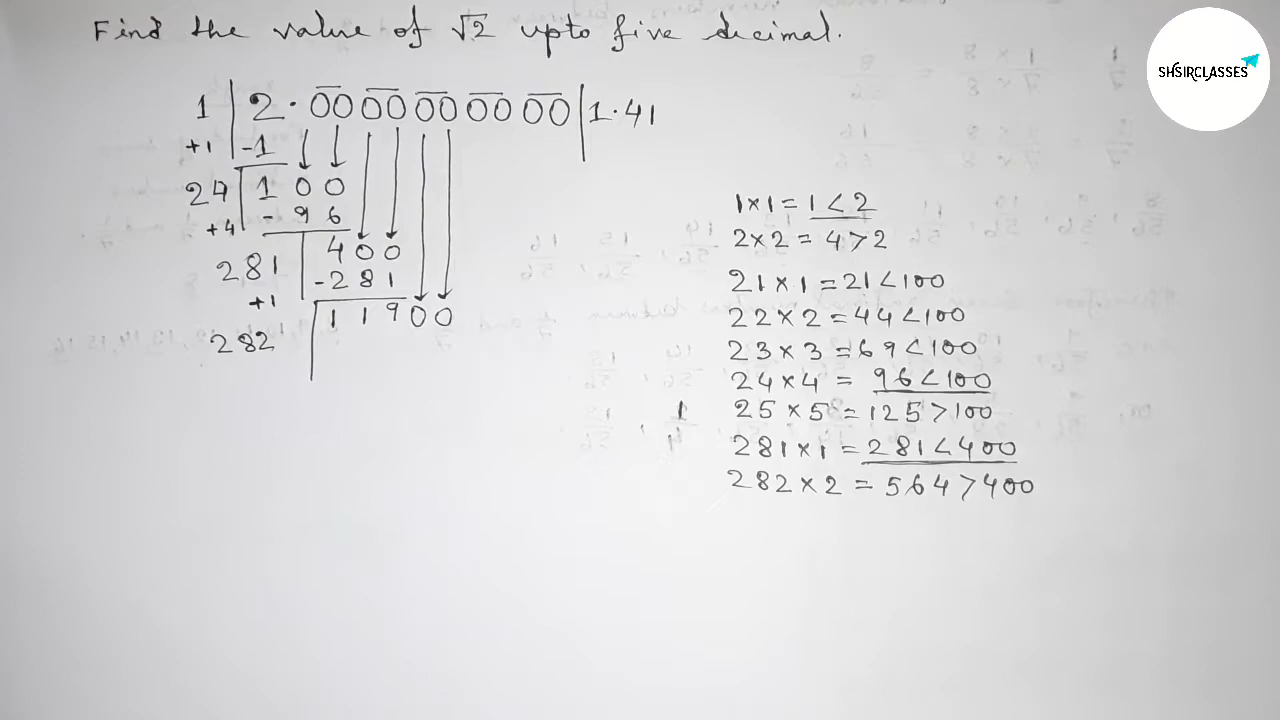 Find the value of √2 upto five decimal.
SHSIRCLASSES
1 | 2.00 00 00 00 00 | 1.41
+1 | -1
24 | 1 0 0
+4 | - 9 6
281 | 4 0 0
+1 | -2 8 1
282 | 1 1 9 0 0
1×1 = 1 < 2
2×2 = 4 > 2
21×1 = 21 < 100
22×2 = 44 < 100
23×3 = 69 < 100
24×4 = 96 < 100
25×5 = 125 > 100
281×1 = 281 < 400
282×2 = 564 > 400